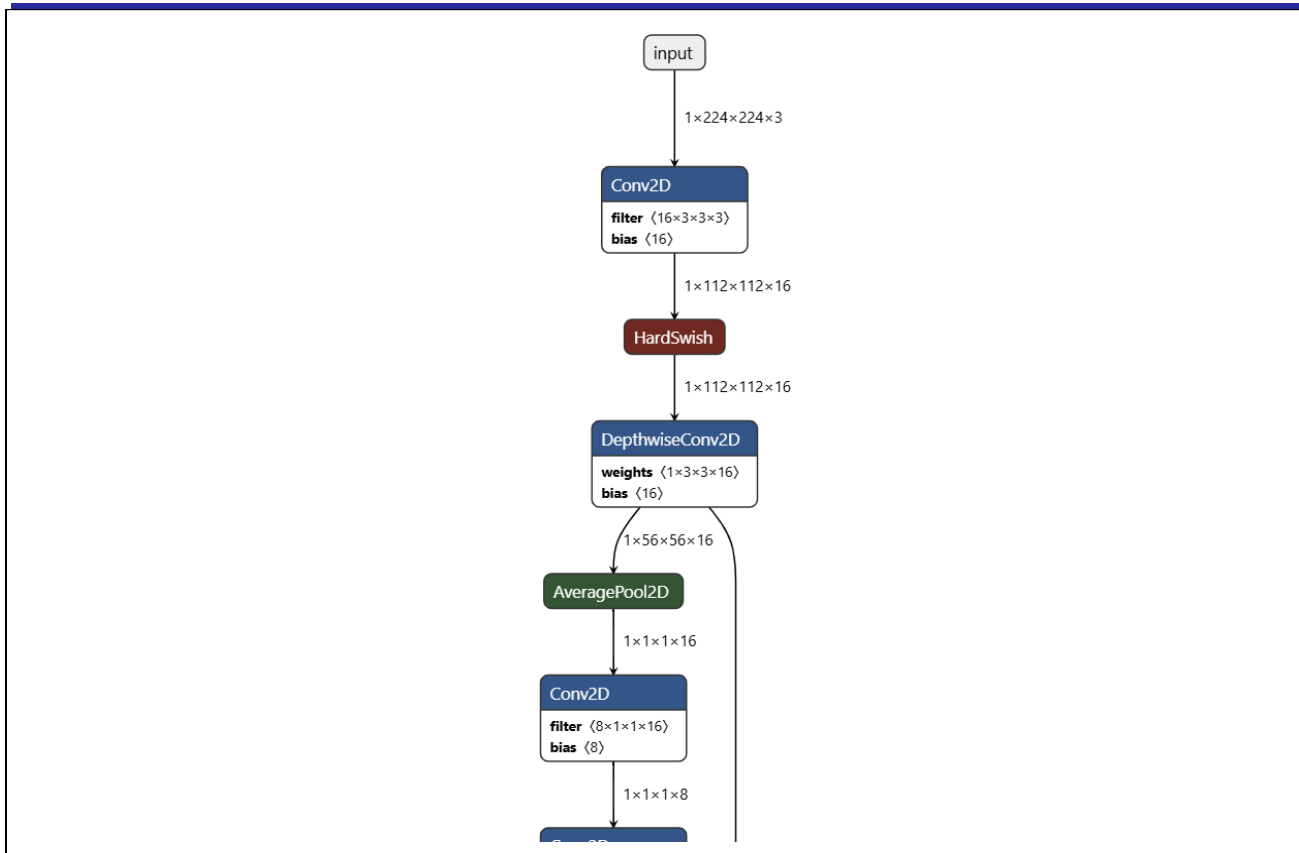 input
1×224×224×3
Conv2D
filter ⟨16×3×3×3⟩
bias ⟨16⟩
1×112×112×16
HardSwish
1×112×112×16
DepthwiseConv2D
weights ⟨1×3×3×16⟩
bias ⟨16⟩
1×56×56×16
AveragePool2D
1×1×1×16
Conv2D
filter ⟨8×1×1×16⟩
bias ⟨8⟩
1×1×1×8